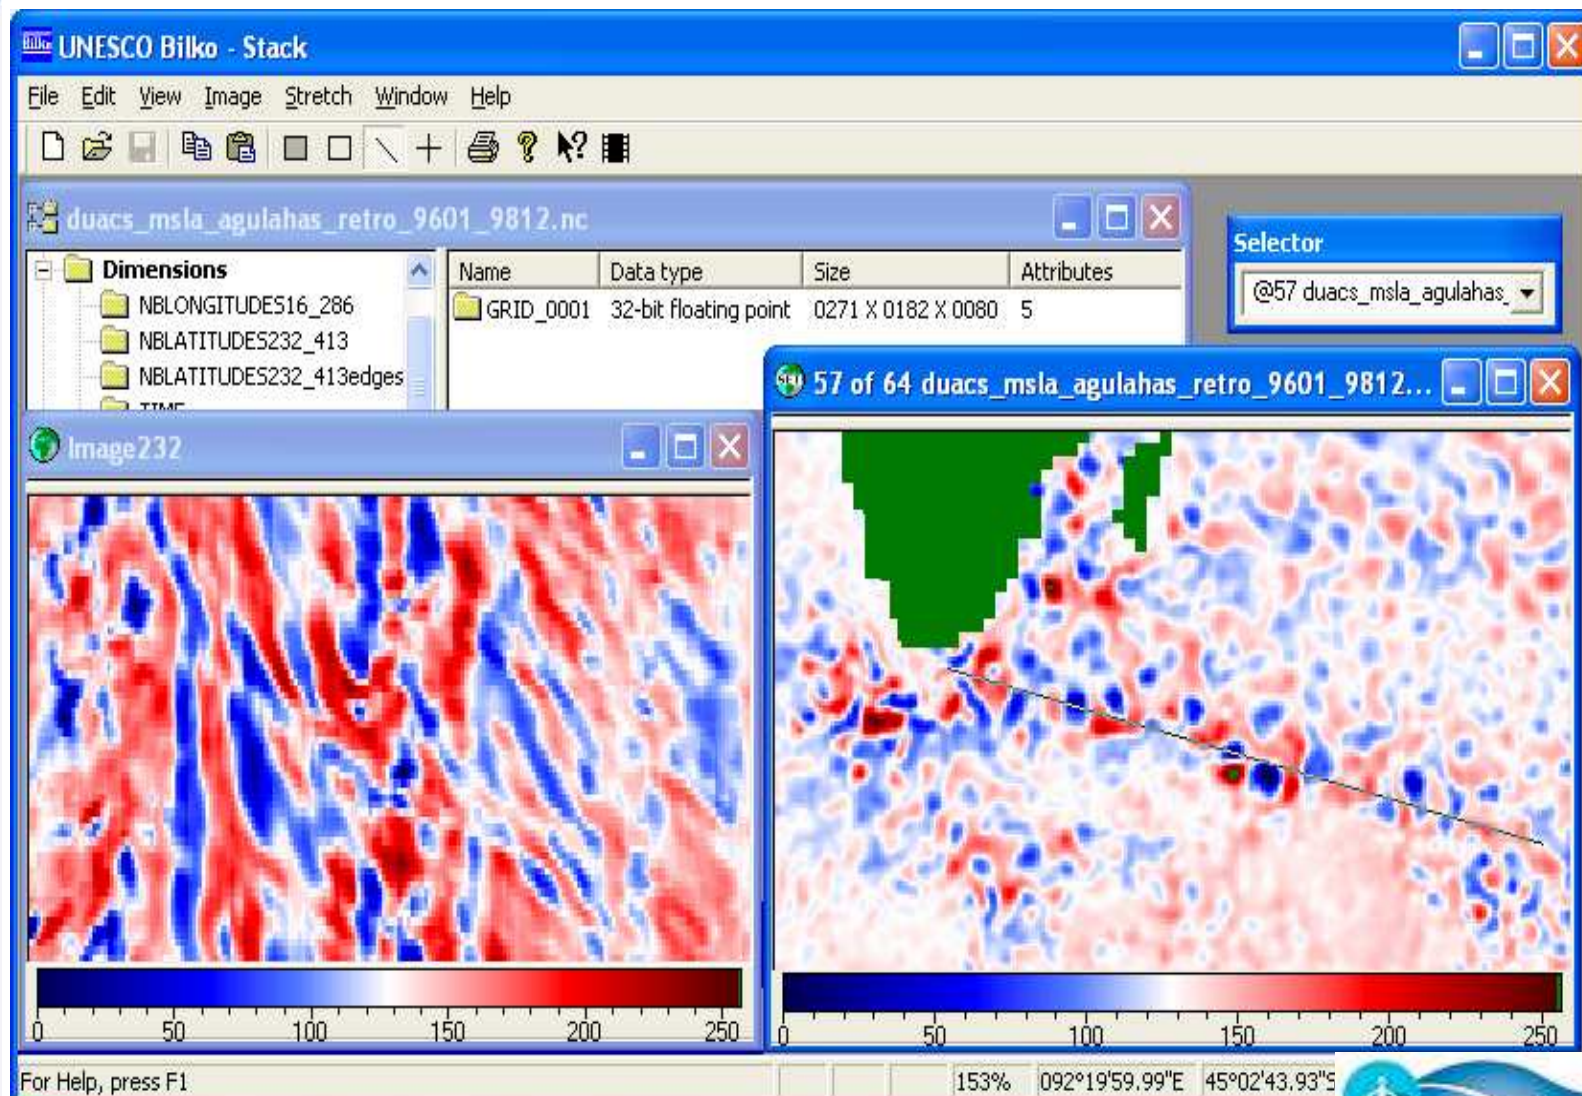 UNESCO Bilko - Stack
File Edit View Image Stretch Window Help
duacs_msla_agulahas_retro_9601_9812.nc
Dimensions
NBLONGITUDES16_286
NBLATITUDES232_413
NBLATITUDES232_413edges
TIME
Name Data type Size Attributes
GRID_0001 32-bit floating point 0271 X 0182 X 0080 5
Selector
@57 duacs_msla_agulahas_
57 of 64 duacs_msla_agulahas_retro_9601_9812...
Image232
0 50 100 150 200 250
0 50 100 150 200 250
For Help, press F1 153% 092°19'59.99"E 45°02'43.93"S